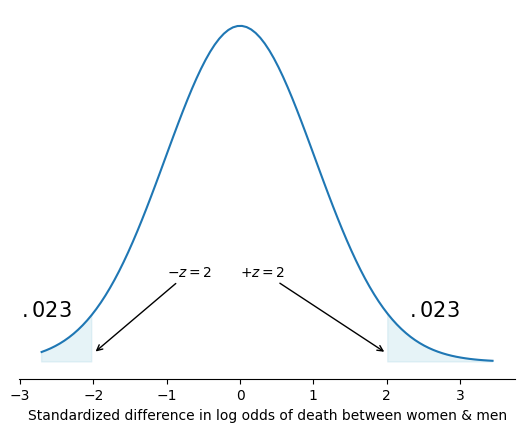 −z = 2 +z = 2
.023 .023
−3 −2 −1 0 1 2 3
Standardized difference in log odds of death between women & men